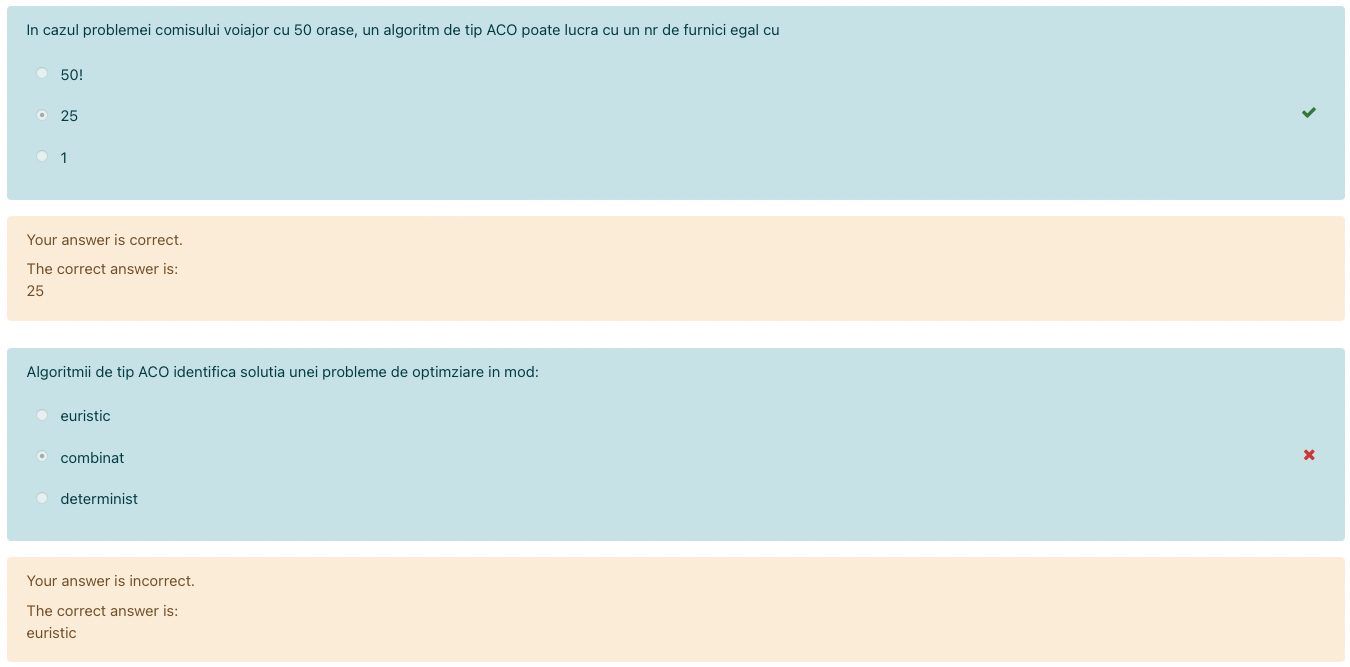 In cazul problemei comisului voiajor cu 50 orase, un algoritm de tip ACO poate lucra cu un nr de furnici egal cu
50!
25
1
Your answer is correct.
The correct answer is:
25
Algoritmii de tip ACO identifica solutia unei probleme de optimziare in mod:
euristic
combinat
determinist
Your answer is incorrect.
The correct answer is:
euristic